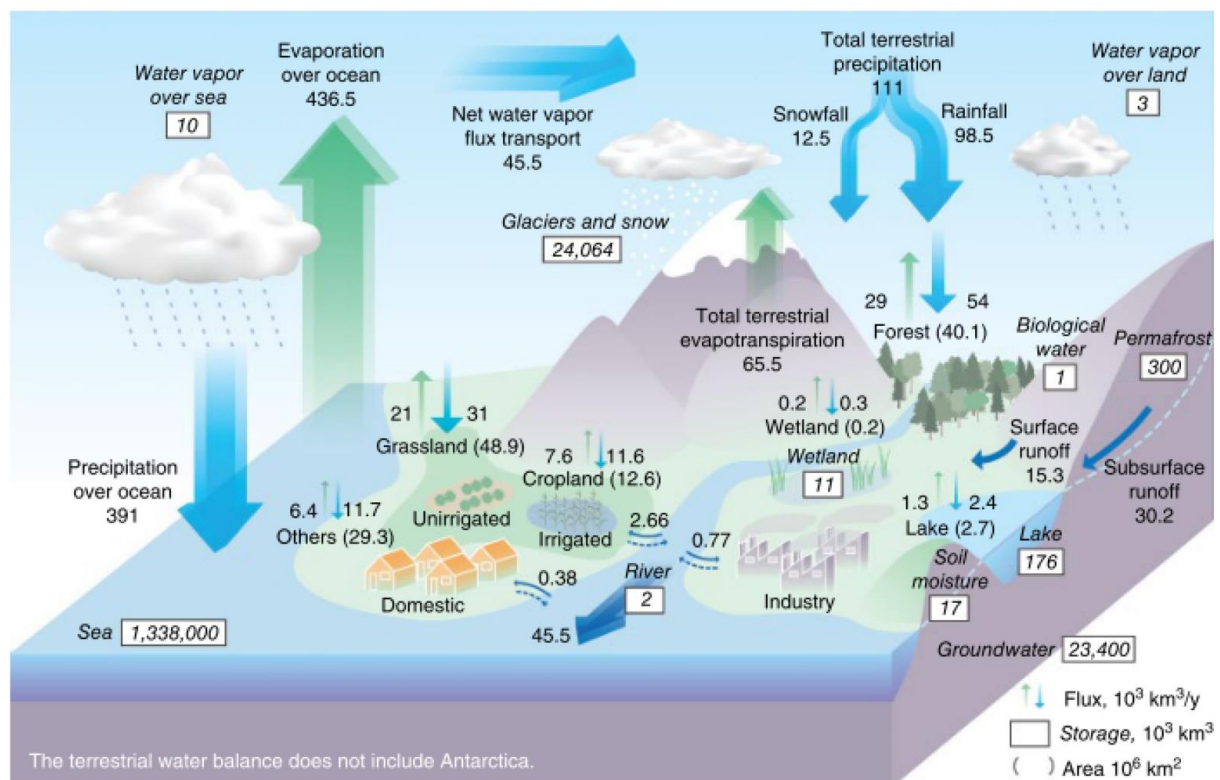 Water vapor
over sea
10
Evaporation
over ocean
436.5
Net water vapor
flux transport
45.5
Total terrestrial
precipitation
111
Snowfall
12.5
Rainfall
98.5
Water vapor
over land
3
Glaciers and snow
24,064
Total terrestrial
evapotranspiration
65.5
29 54
Forest (40.1)
Biological
water
1
Permafrost
300
21 31
Grassland (48.9)
7.6 11.6
Cropland
(12.6)
0.2 0.3
Wetland (0.2)
Wetland
11
Surface
runoff
15.3
Subsurface
runoff
30.2
Precipitation
over ocean
391
6.4 11.7
Others (29.3)
Unirrigated
Irrigated
2.66
0.77
1.3 2.4
Lake (2.7)
Lake
176
Soil
moisture
17
Domestic
0.38
River
2
Industry
45.5
Sea 1,338,000
Groundwater 23,400
Flux, 10³ km³/y
Storage, 10³ km³
( ) Area 10⁶ km²
The terrestrial water balance does not include Antarctica.